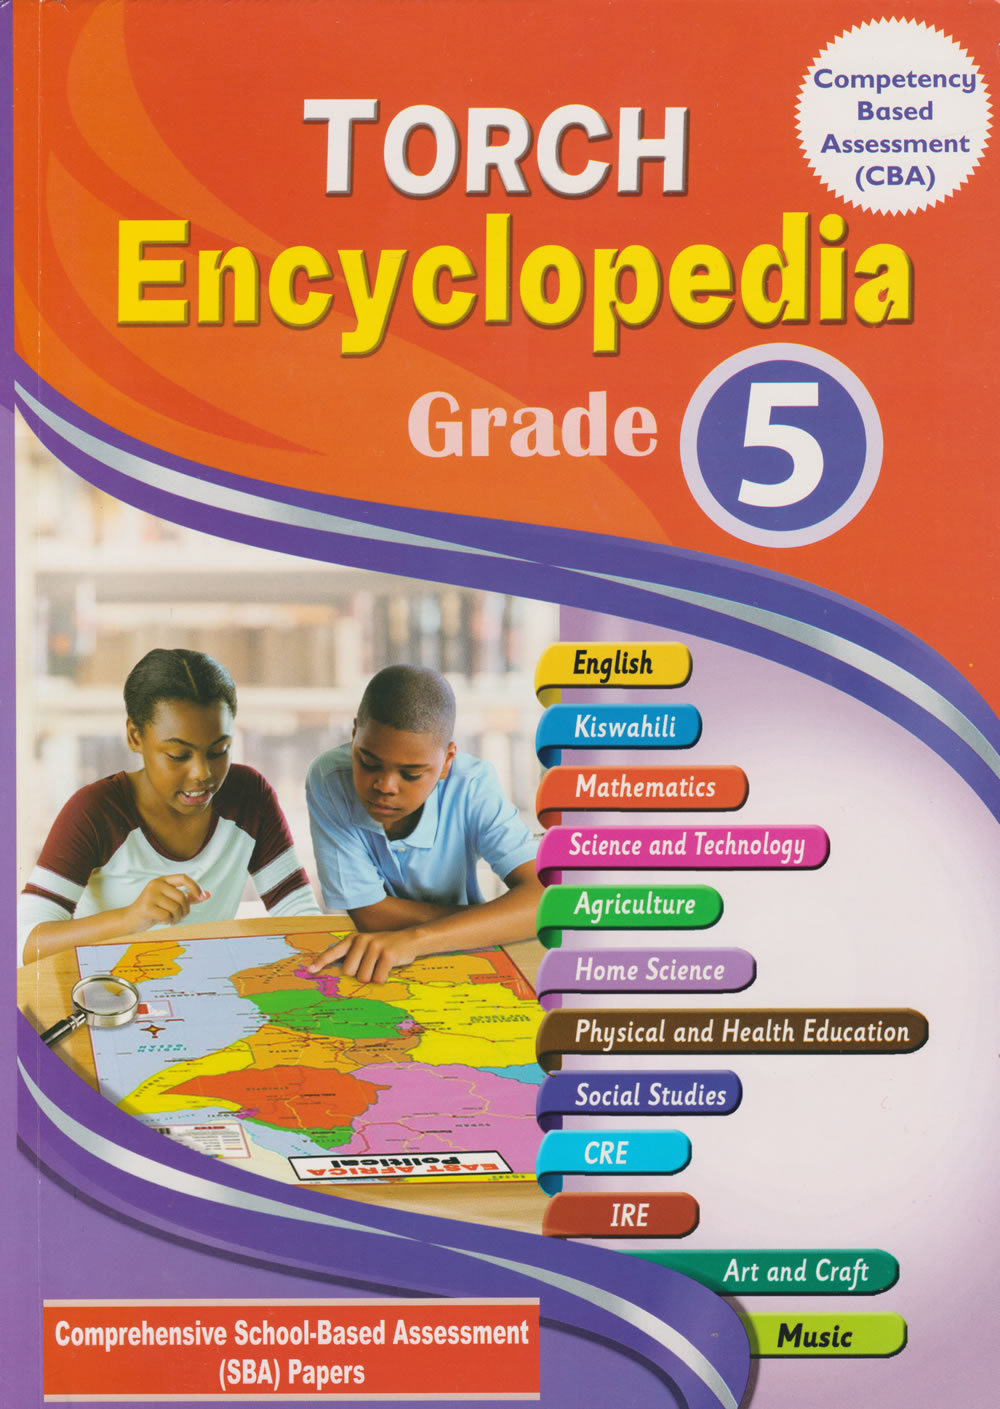 Competency
Based
Assessment
(CBA)
TORCH
Encyclopedia
Grade 5
English
Kiswahili
Mathematics
Science and Technology
Agriculture
Home Science
Physical and Health Education
Social Studies
CRE
IRE
Art and Craft
Music
EAST AFRICA
Political
Comprehensive School-Based Assessment
(SBA) Papers